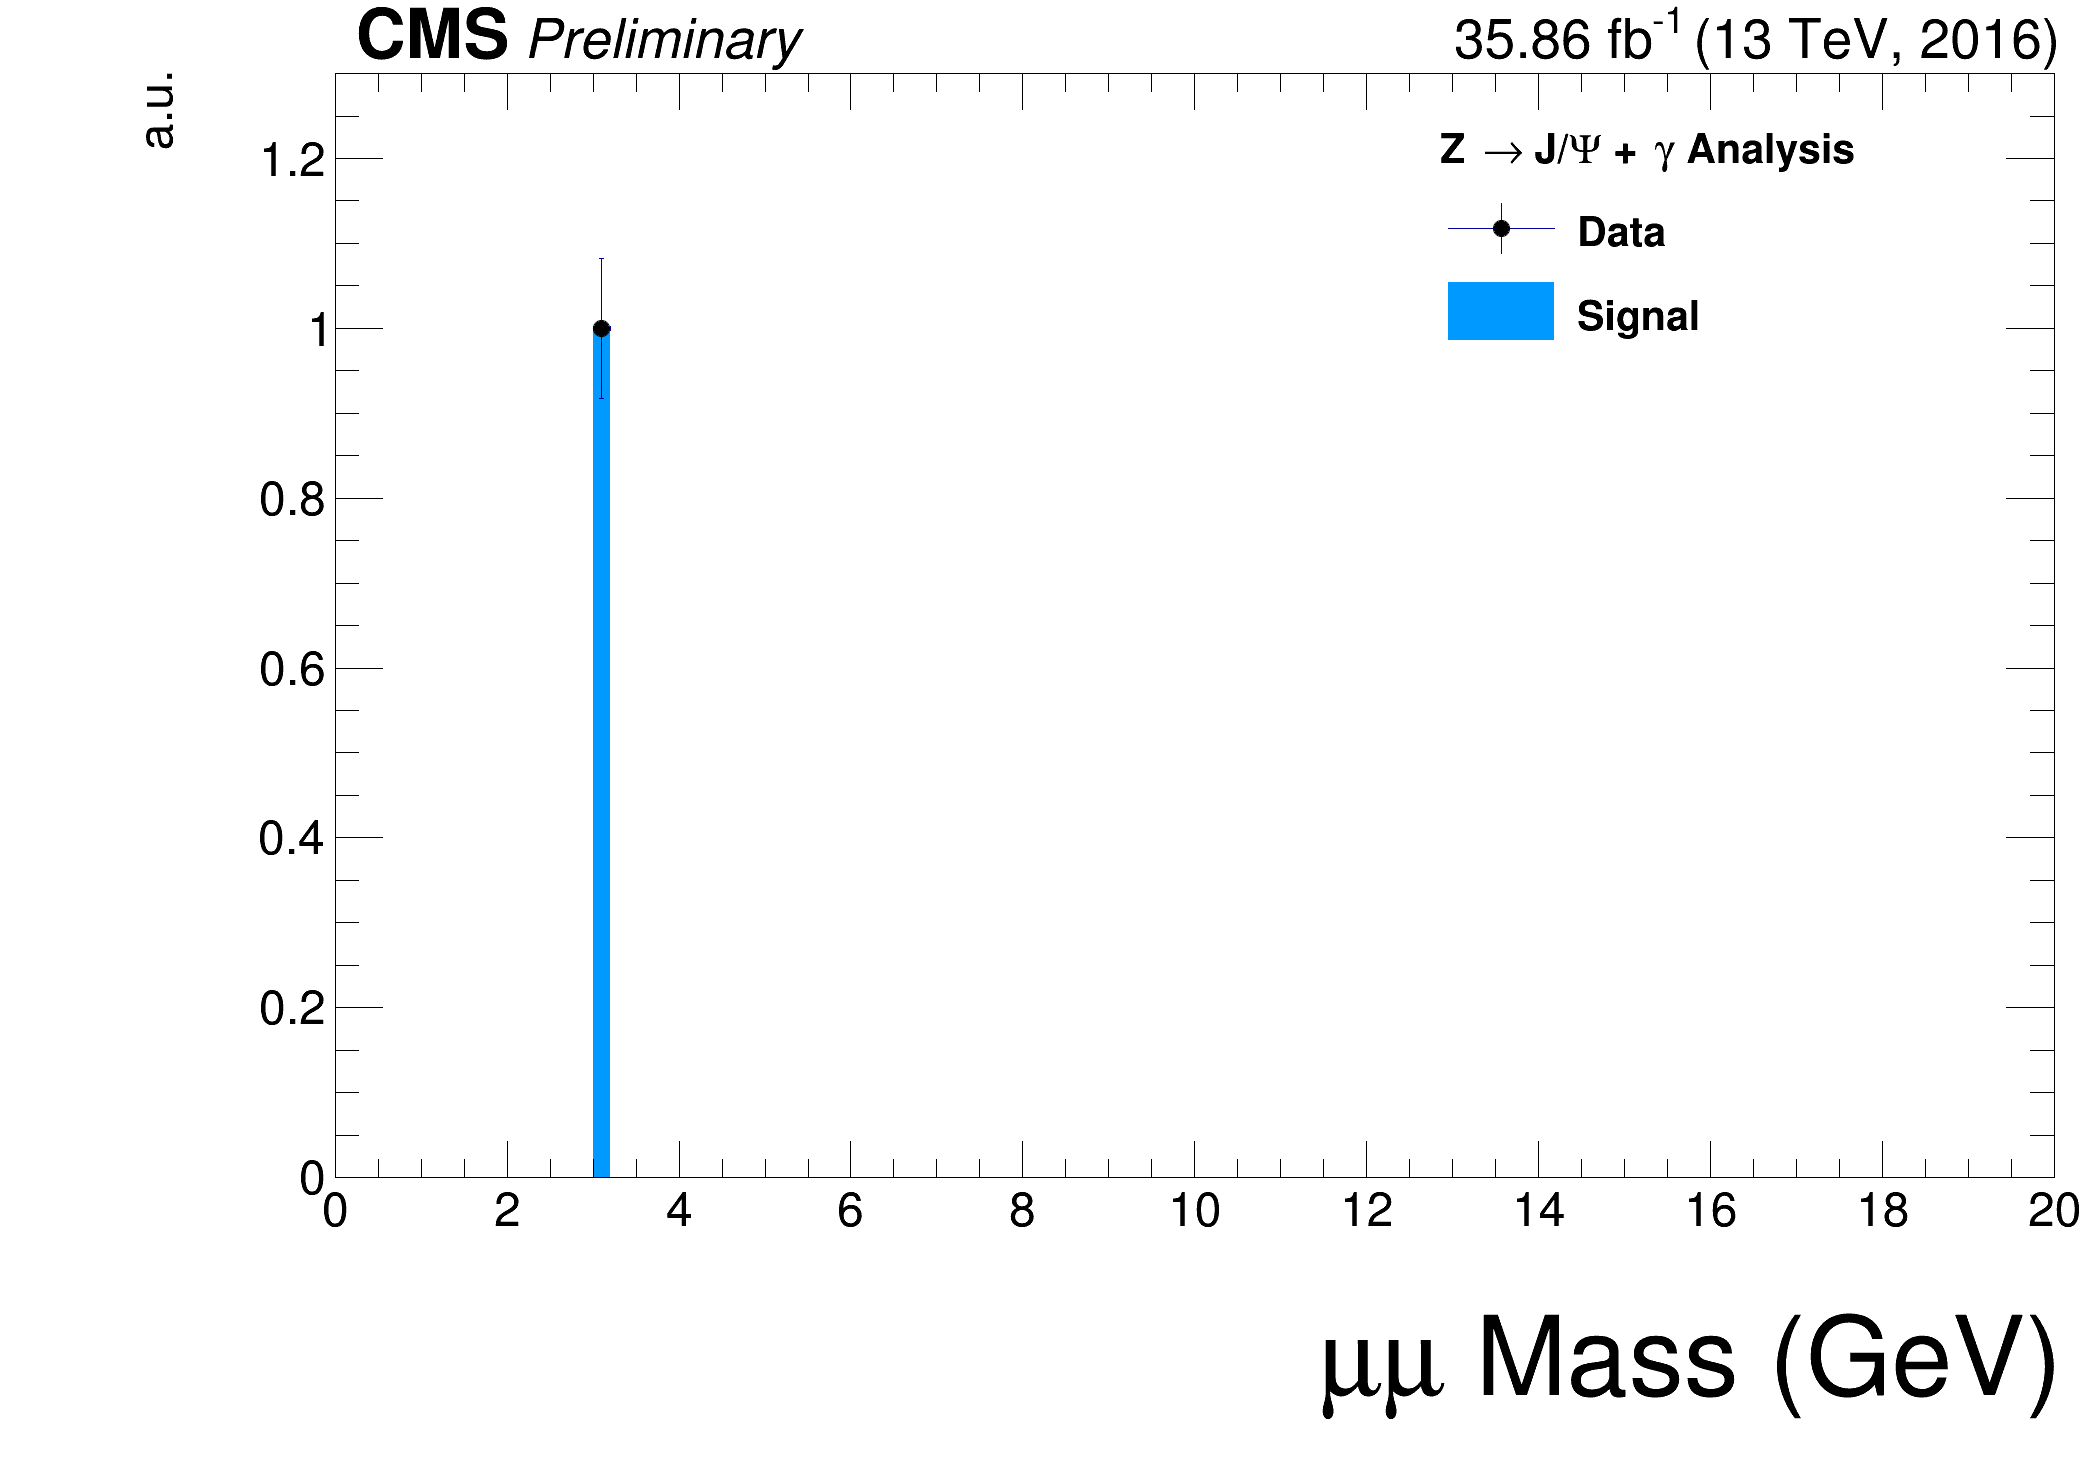 CMS Preliminary 35.86 fb⁻¹ (13 TeV, 2016)
a.u.
Z → J/Ψ + γ Analysis
Data
Signal
1.2
1
0.8
0.6
0.4
0.2
0
0 2 4 6 8 10 12 14 16 18 20
μμ Mass (GeV)